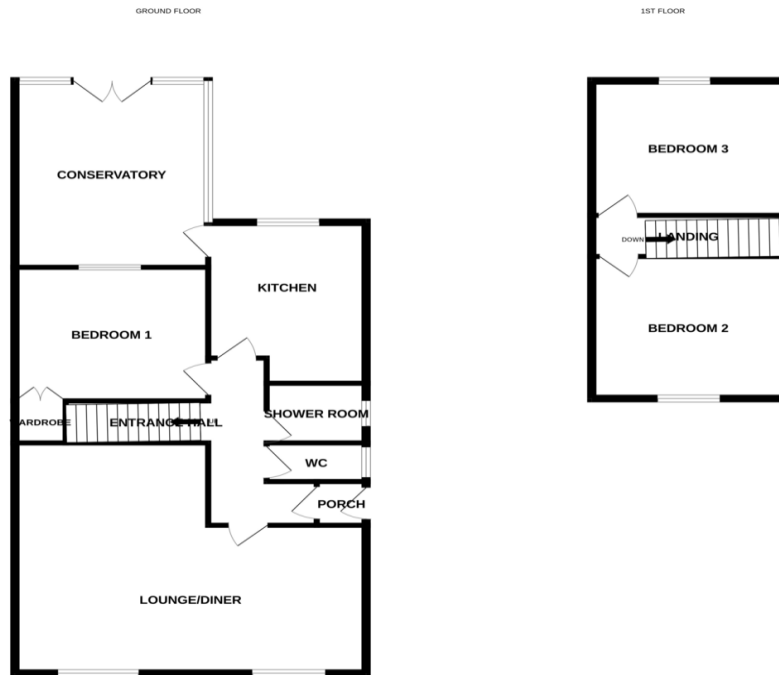 GROUND FLOOR
1ST FLOOR
CONSERVATORY
BEDROOM 3
DOWN
LANDING
KITCHEN
BEDROOM 1
BEDROOM 2
SHOWER ROOM
WARDROBE
ENTRANCE HALL
WC
PORCH
LOUNGE/DINER